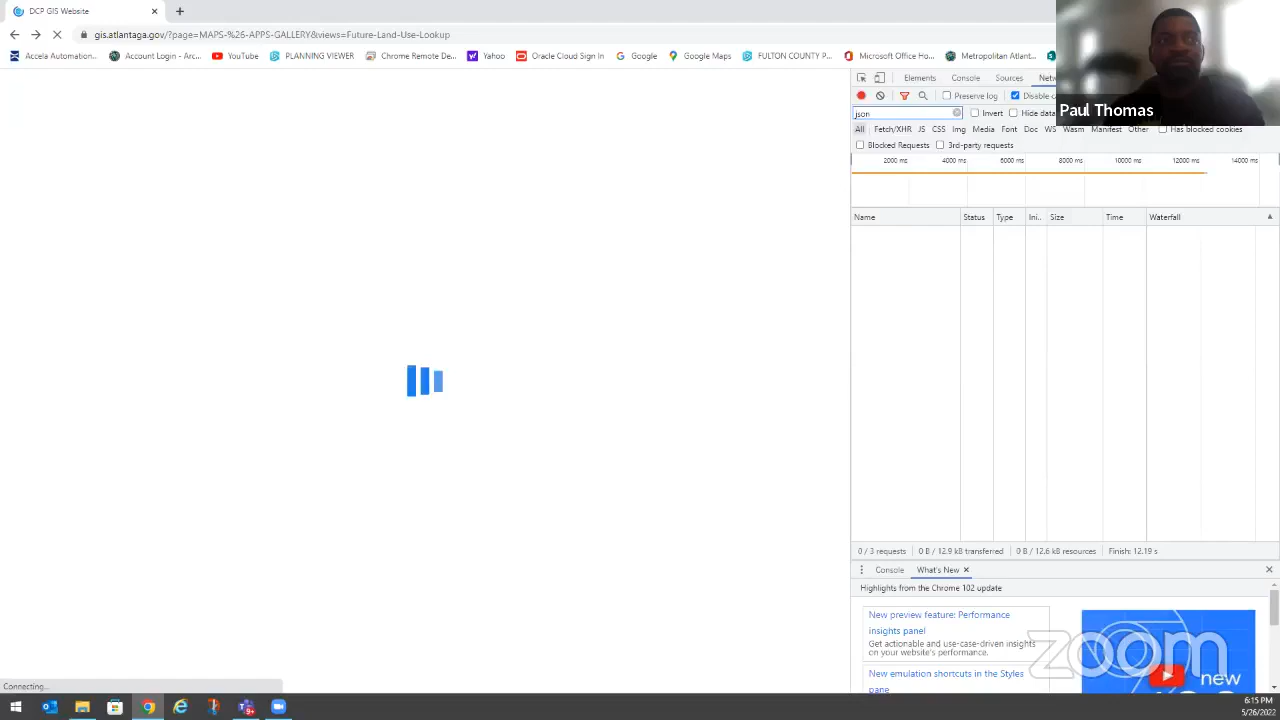 DCP GIS Website
gis.atlantaga.gov/?page=MAPS-%26-APPS-GALLERY&views=Future-Land-Use-Lookup
Accela Automation... Account Login - Arc... YouTube PLANNING VIEWER Chrome Remote De... Yahoo Oracle Cloud Sign In Google Google Maps FULTON COUNTY P... Microsoft Office Ho... Metropolitan Atlant...
Elements Console Sources Netw
Preserve log Disable c
Paul Thomas
json Invert Hide data
All Fetch/XHR JS CSS Img Media Font Doc WS Wasm Manifest Other Has blocked cookies
Blocked Requests 3rd-party requests
2000 ms 4000 ms 6000 ms 8000 ms 10000 ms 12000 ms 14000 ms
Name Status Type Ini.. Size Time Waterfall
0 / 3 requests 0 B / 12.9 kB transferred 0 B / 12.6 kB resources Finish: 12.19 s
Console What's New
Highlights from the Chrome 102 update
New preview feature: Performance
insights panel
Get actionable and use-case-driven insights
on your website's performance.
New emulation shortcuts in the Styles
pane
zoom
new
Connecting...
6:15 PM
5/26/2022